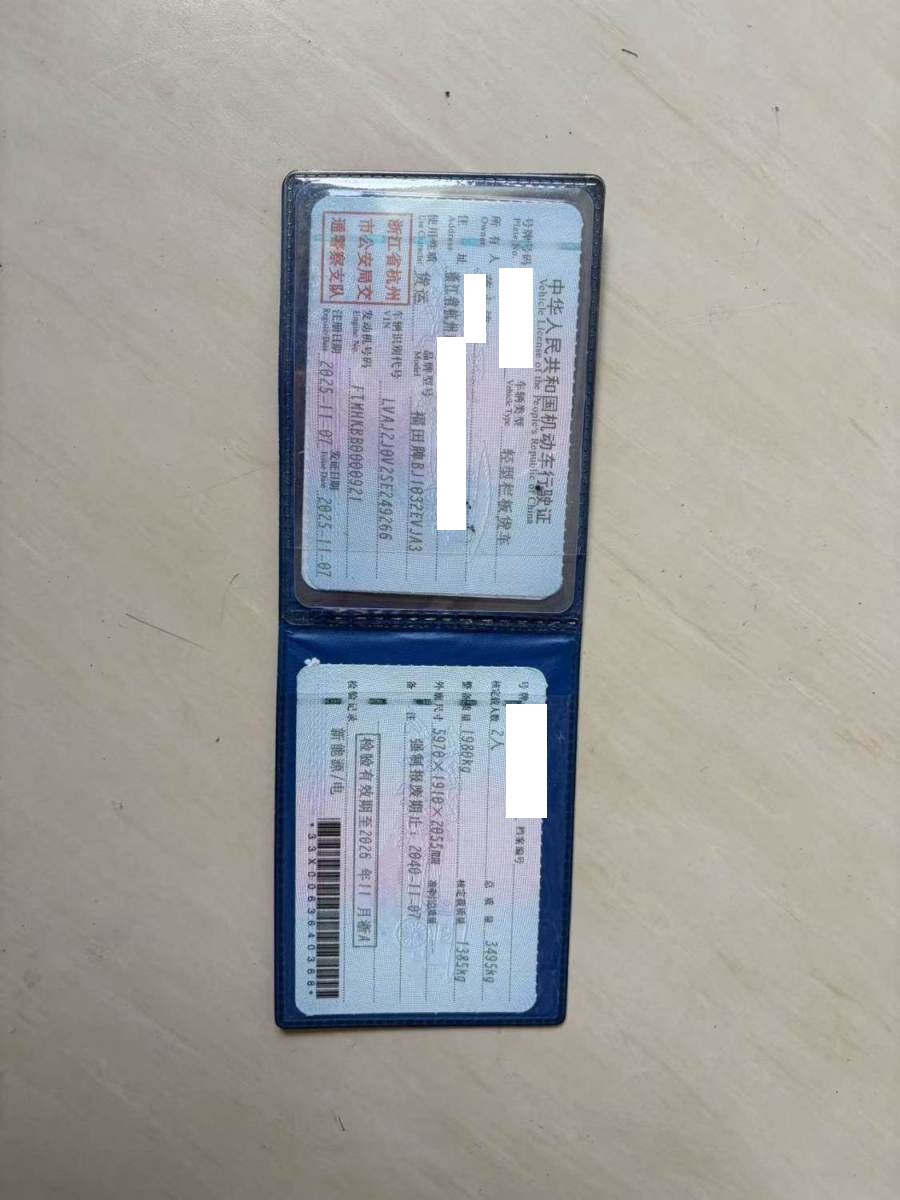 中华人民共和国机动车行驶证
Vehicle License of the People's Republic of China
号牌号码
Plate No.
车辆类型 轻型栏板货车
Vehicle Type
所有人
Owner
住址 浙江省杭州
Address
使用性质 货运
Use Character
品牌型号 福田牌BJ1032EVJA3
Model
浙江省杭州
市公安局交
通警察支队
车辆识别代号 LVAJ2J0V2SE249266
VIN
发动机号码 FTMHKBB0000921
Engine No.
注册日期 2025-11-07 发证日期 2025-11-07
Register Date Issue Date
号牌
档案编号
核定载人数 2人 总质量 3495kg
整备质量 1980kg 核定载质量 1385kg
外廓尺寸 5970×1910×2055mm 准牵引总质量 --
备注 强制报废期止：2040-11-07
检验有效期至2026年11月浙A
检验记录
新能源/电
*33X0063640388*